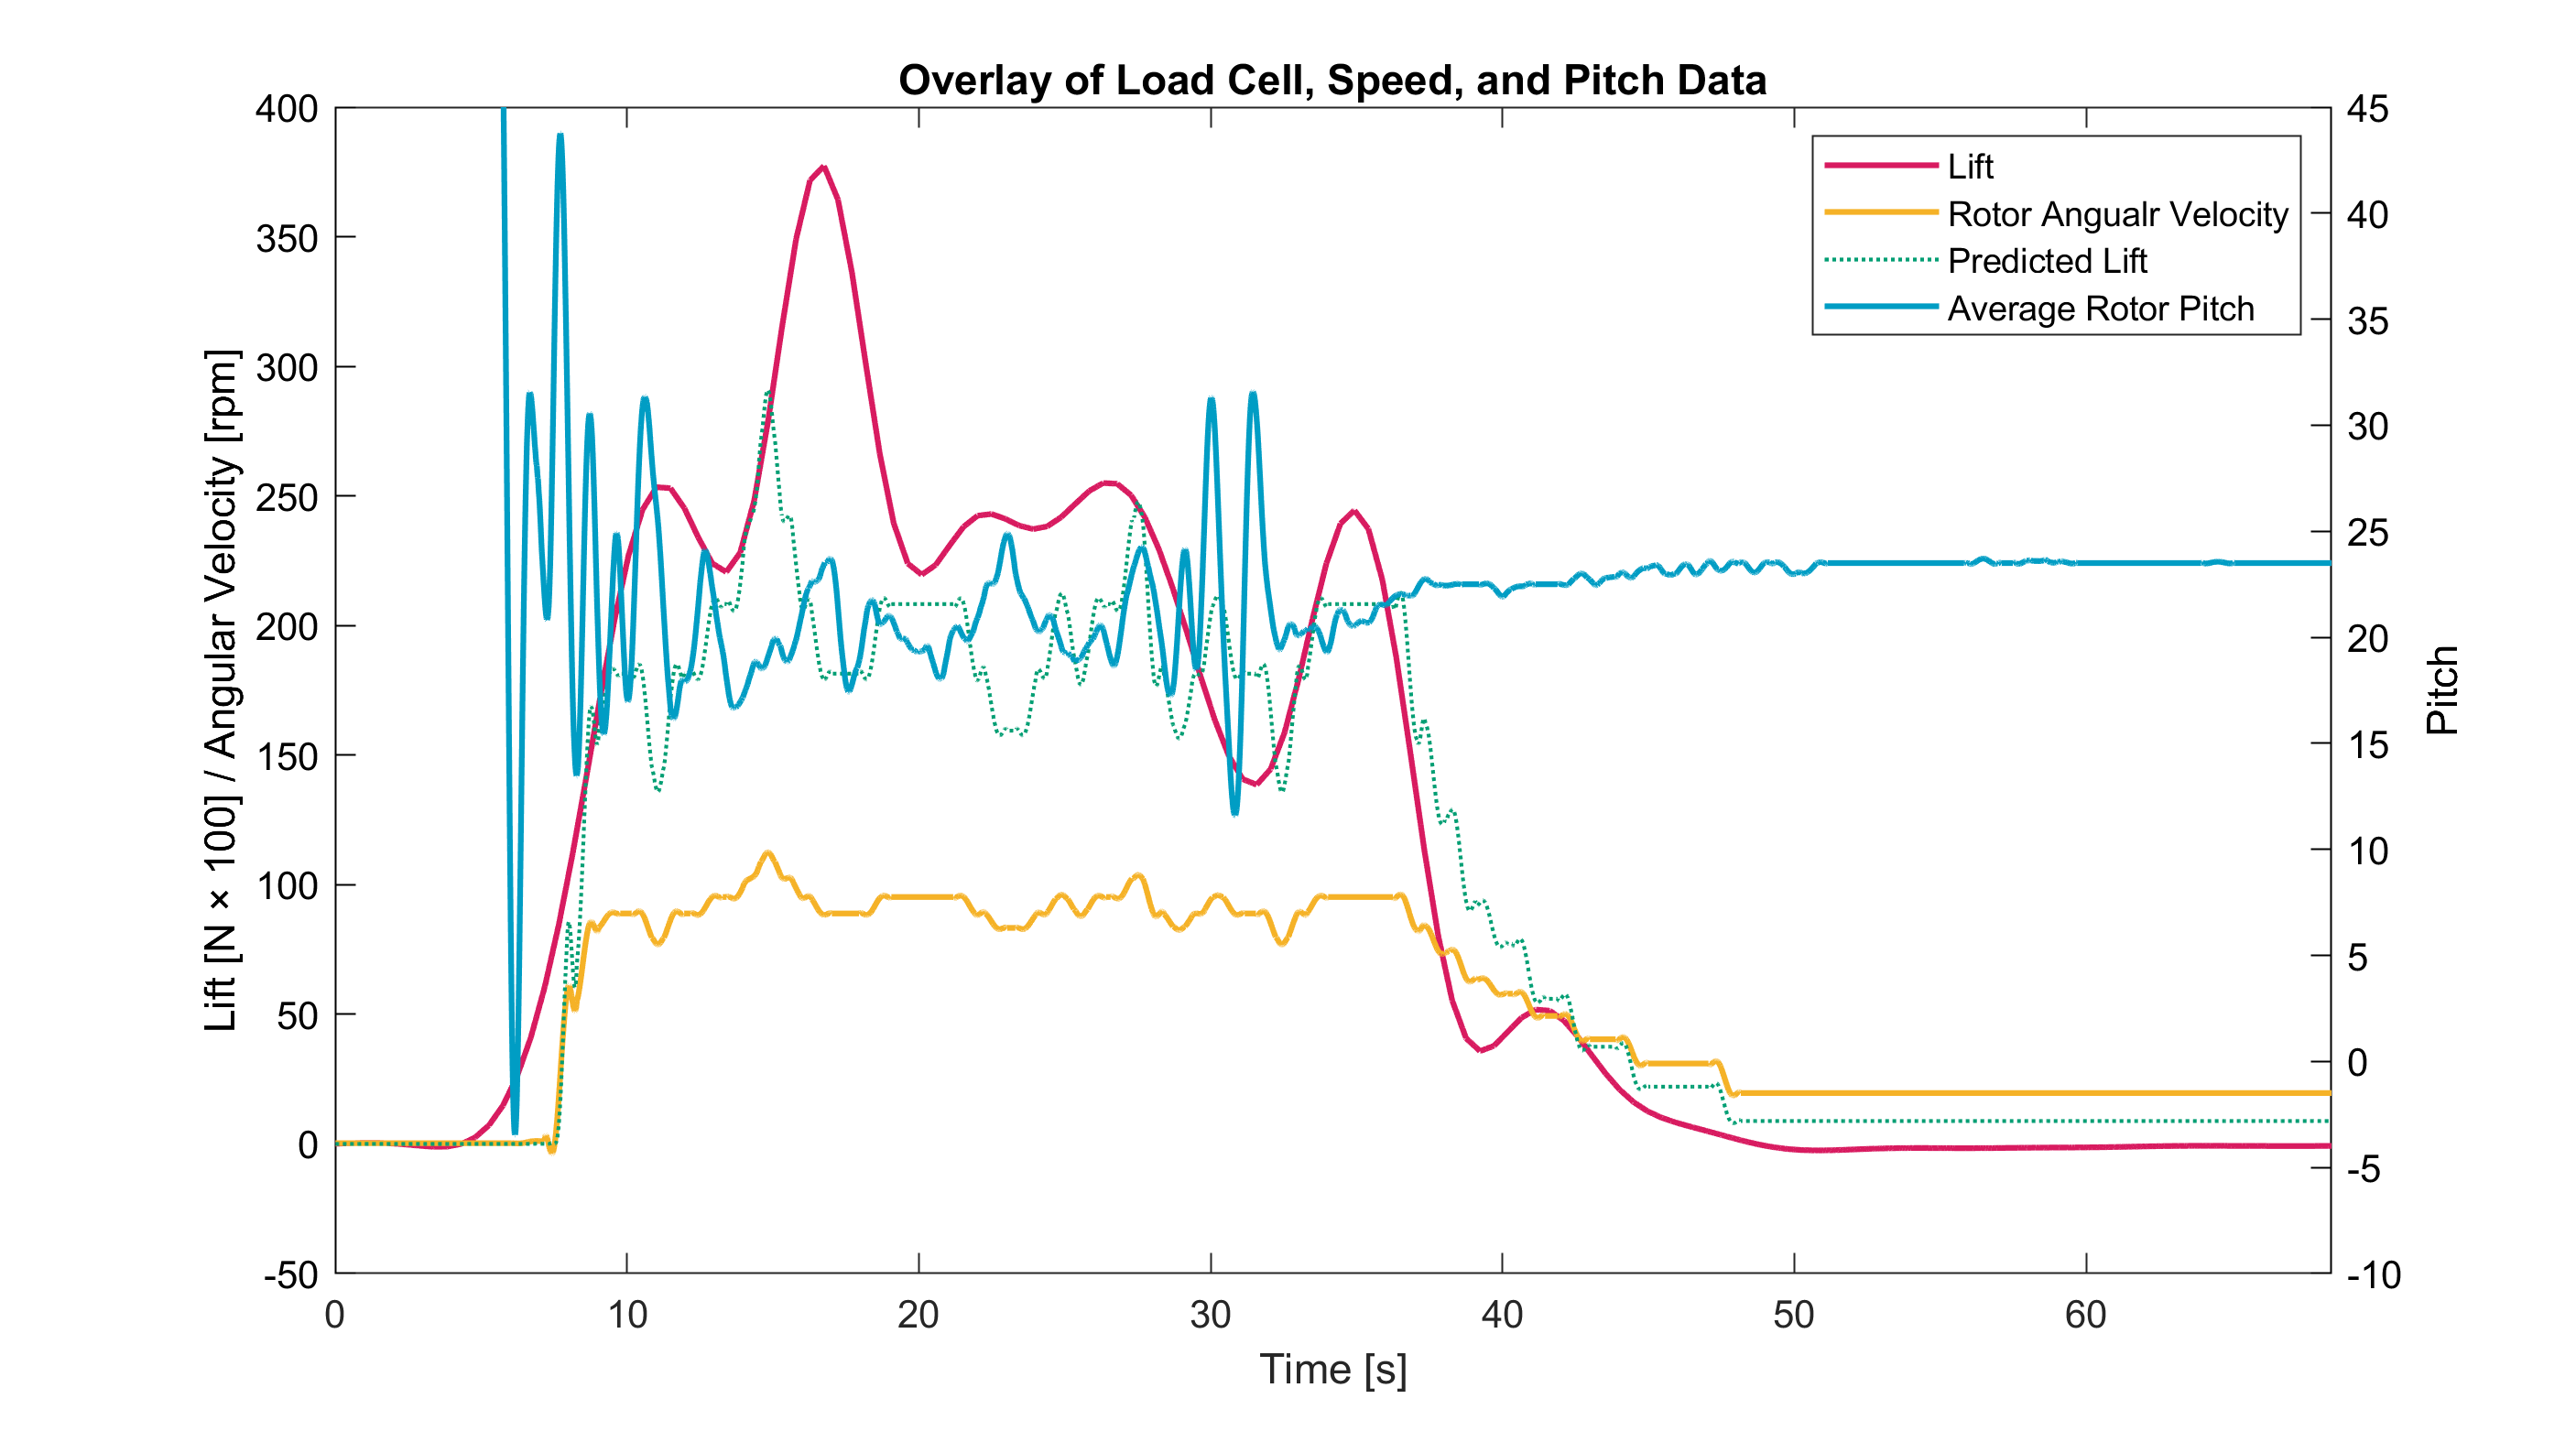 Overlay of Load Cell, Speed, and Pitch Data
Lift
Rotor Angualr Velocity
Predicted Lift
Average Rotor Pitch
Lift [N × 100] / Angular Velocity [rpm]
400
350
300
250
200
150
100
50
0
-50
45
40
35
30
25
20
15
10
5
0
-5
-10
Pitch
0 10 20 30 40 50 60
Time [s]